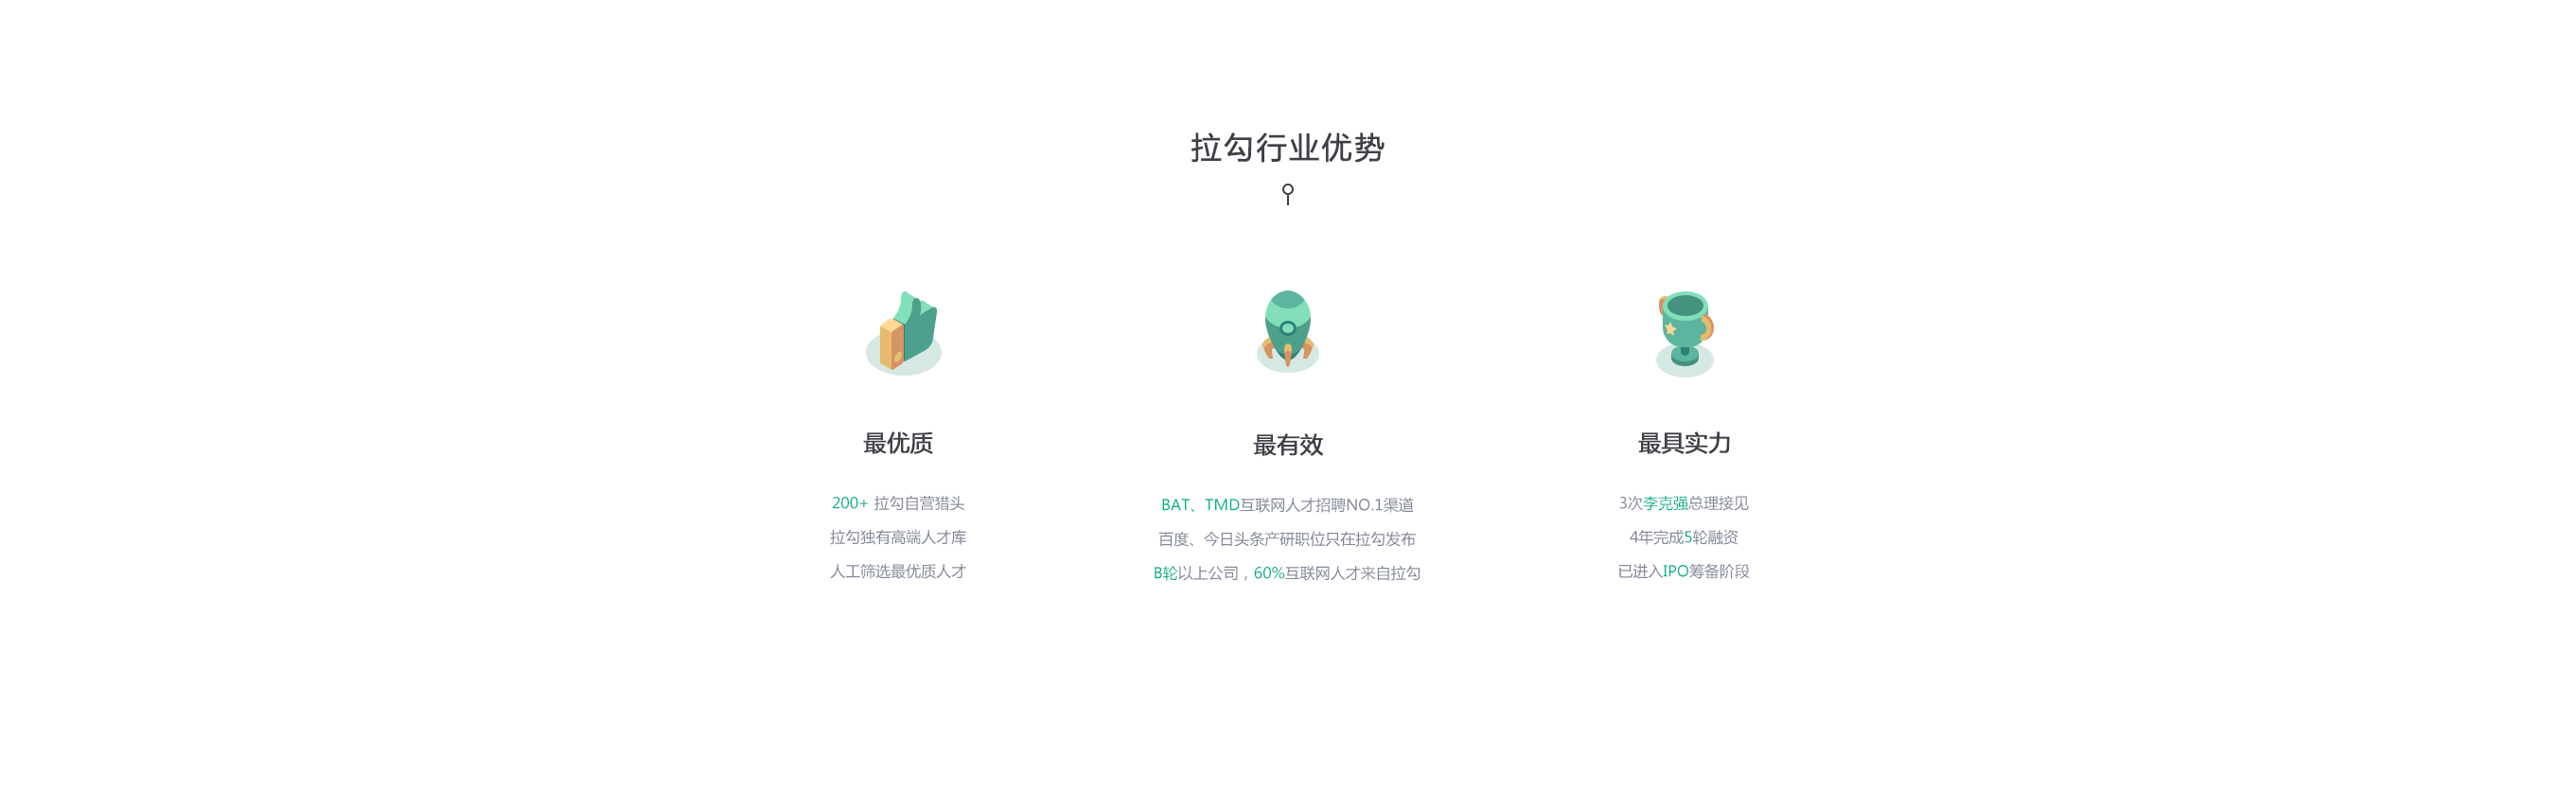 拉勾行业优势
最优质
200+ 拉勾自营猎头
拉勾独有高端人才库
人工筛选最优质人才
最有效
BAT、TMD互联网人才招聘NO.1渠道
百度、今日头条产研职位只在拉勾发布
B轮以上公司，60%互联网人才来自拉勾
最具实力
3次李克强总理接见
4年完成5轮融资
已进入IPO筹备阶段